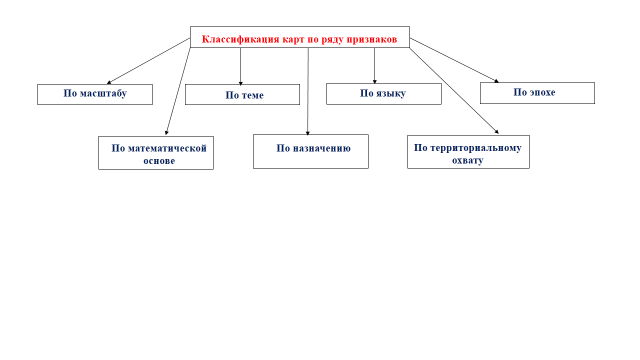 Классификация карт по ряду признаков
По масштабу
По теме
По языку
По эпохе
По математической
основе
По назначению
По территориальному
охвату